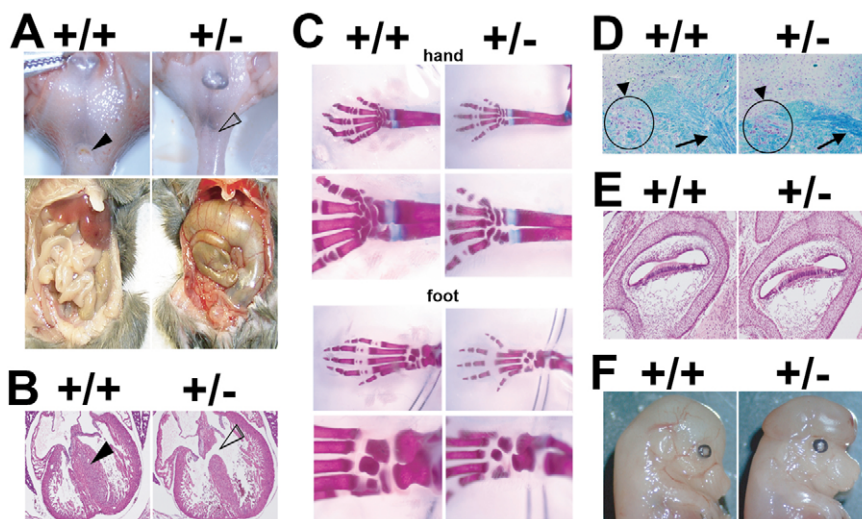 A
+/+ +/-
B
+/+ +/-
C
+/+ +/-
hand
foot
D
+/+ +/-
E
+/+ +/-
F
+/+ +/-